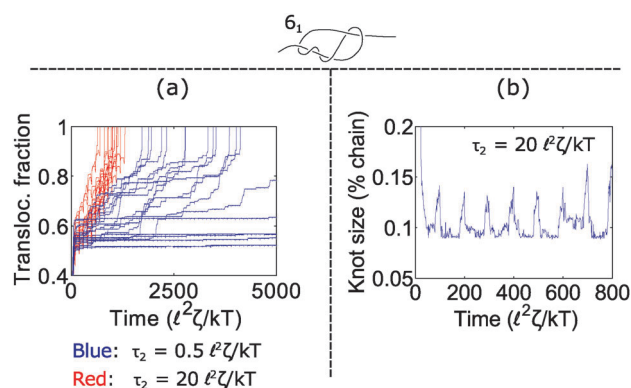 6₁
(a)
(b)
Transloc. fraction
1
0.8
0.6
0.4
0
2500
5000
Time (ℓ²ζ/kT)
Blue: τ₂ = 0.5 ℓ²ζ/kT
Red: τ₂ = 20 ℓ²ζ/kT
Knot size (% chain)
0.2
0.15
0.1
0.05
τ₂ = 20 ℓ²ζ/kT
0 200 400 600 800
Time (ℓ²ζ/kT)